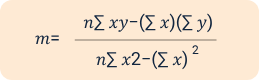 m= n∑ xy−(∑ x)(∑ y)
n∑ x2−(∑ x) 2